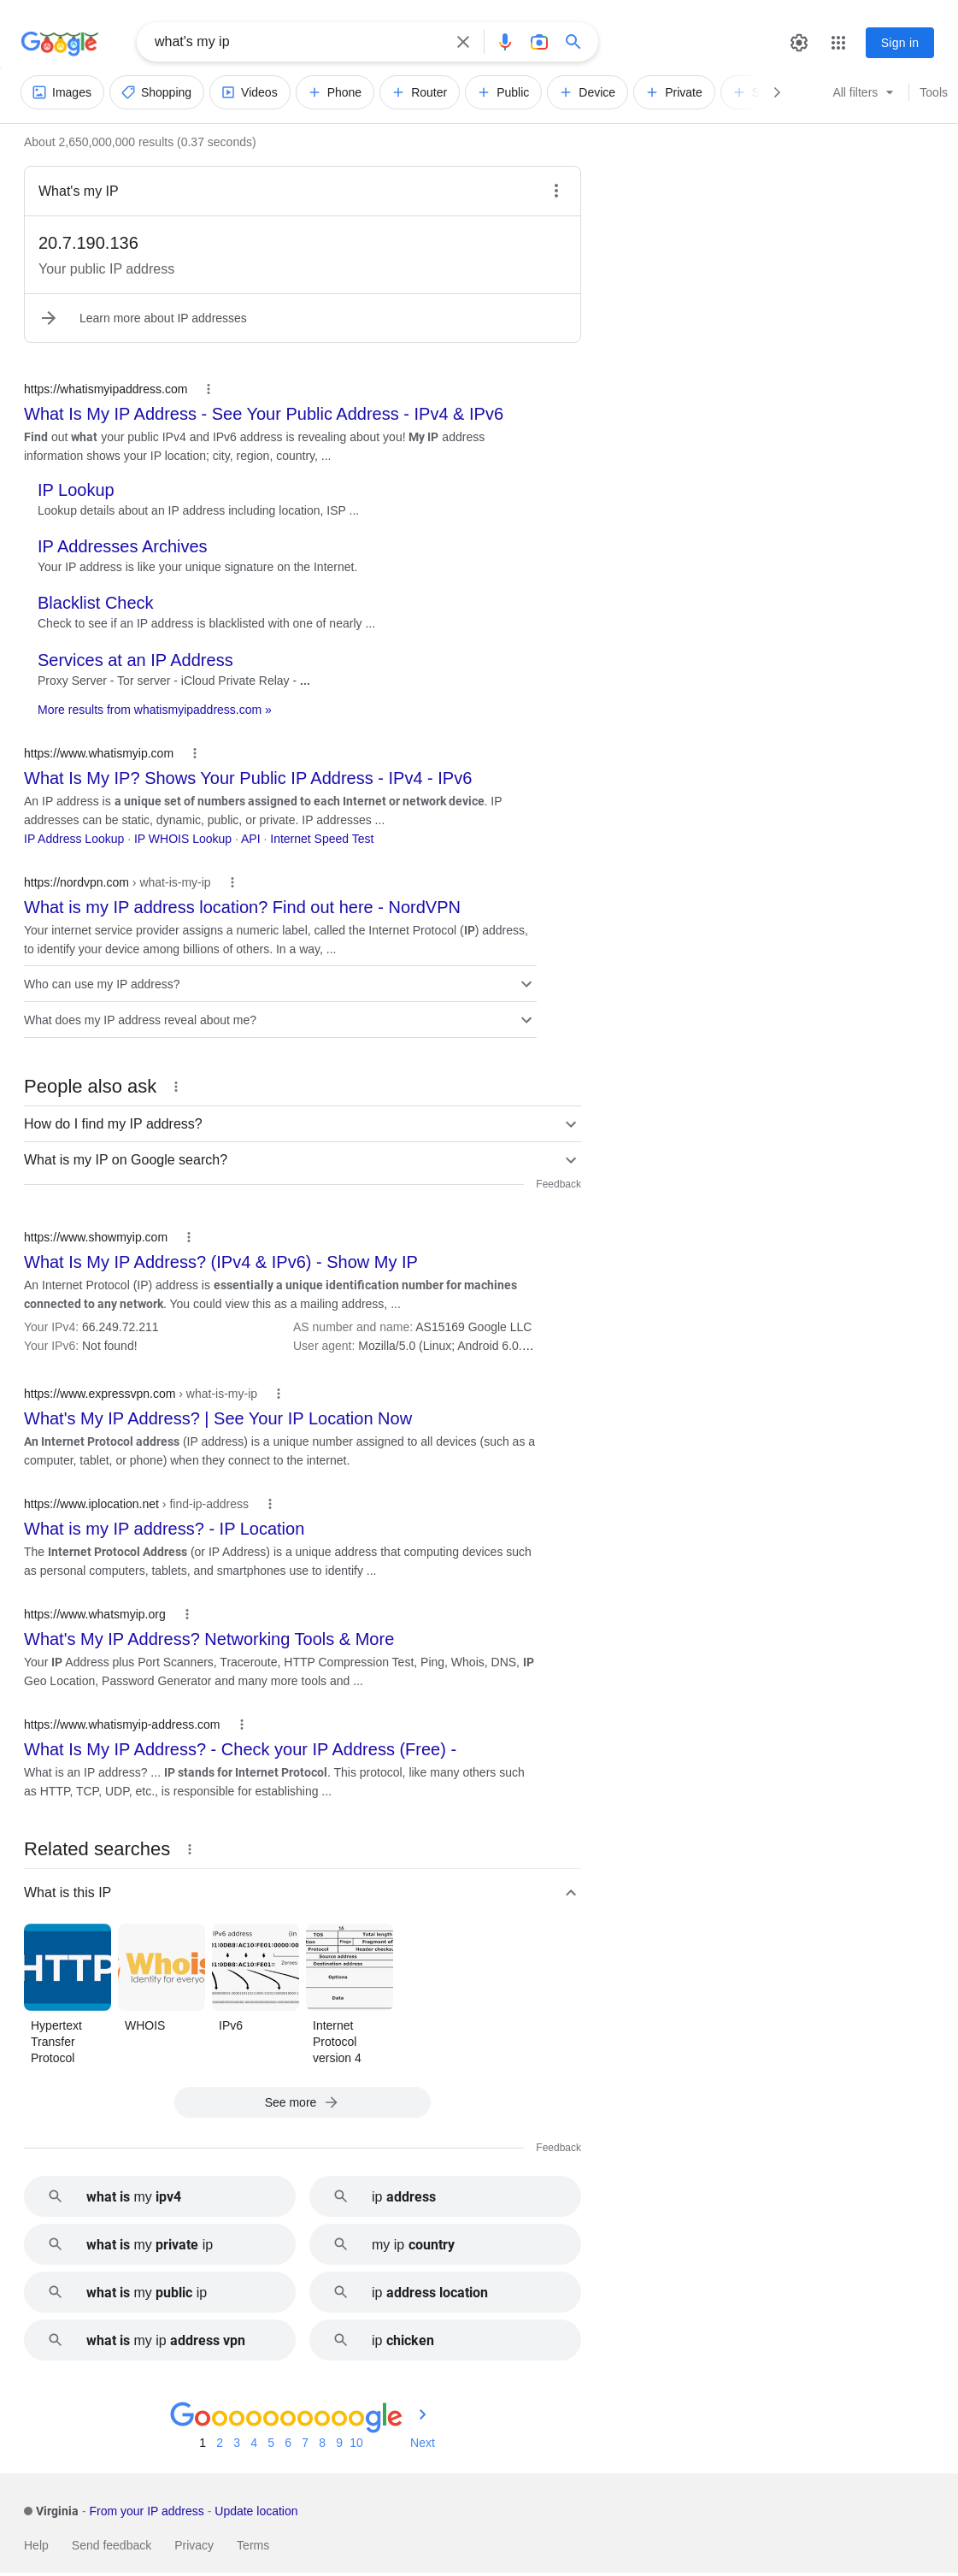 Google
what's my ip
Sign in
Images
Shopping
Videos
Phone
Router
Public
Device
Private
All filters
Tools
About 2,650,000,000 results (0.37 seconds)
What's my IP
20.7.190.136
Your public IP address
Learn more about IP addresses
https://whatismyipaddress.com
What Is My IP Address - See Your Public Address - IPv4 & IPv6
Find out what your public IPv4 and IPv6 address is revealing about you! My IP address
information shows your IP location; city, region, country, ...
IP Lookup
Lookup details about an IP address including location, ISP ...
IP Addresses Archives
Your IP address is like your unique signature on the Internet.
Blacklist Check
Check to see if an IP address is blacklisted with one of nearly ...
Services at an IP Address
Proxy Server - Tor server - iCloud Private Relay - ...
More results from whatismyipaddress.com »
https://www.whatismyip.com
What Is My IP? Shows Your Public IP Address - IPv4 - IPv6
An IP address is a unique set of numbers assigned to each Internet or network device. IP
addresses can be static, dynamic, public, or private. IP addresses ...
IP Address Lookup · IP WHOIS Lookup · API · Internet Speed Test
https://nordvpn.com › what-is-my-ip
What is my IP address location? Find out here - NordVPN
Your internet service provider assigns a numeric label, called the Internet Protocol (IP) address,
to identify your device among billions of others. In a way, ...
Who can use my IP address?
What does my IP address reveal about me?
People also ask
How do I find my IP address?
What is my IP on Google search?
Feedback
https://www.showmyip.com
What Is My IP Address? (IPv4 & IPv6) - Show My IP
An Internet Protocol (IP) address is essentially a unique identification number for machines
connected to any network. You could view this as a mailing address, ...
Your IPv4: 66.249.72.211
AS number and name: AS15169 Google LLC
Your IPv6: Not found!
User agent: Mozilla/5.0 (Linux; Android 6.0....
https://www.expressvpn.com › what-is-my-ip
What's My IP Address? | See Your IP Location Now
An Internet Protocol address (IP address) is a unique number assigned to all devices (such as a
computer, tablet, or phone) when they connect to the internet.
https://www.iplocation.net › find-ip-address
What is my IP address? - IP Location
The Internet Protocol Address (or IP Address) is a unique address that computing devices such
as personal computers, tablets, and smartphones use to identify ...
https://www.whatsmyip.org
What's My IP Address? Networking Tools & More
Your IP Address plus Port Scanners, Traceroute, HTTP Compression Test, Ping, Whois, DNS, IP
Geo Location, Password Generator and many more tools and ...
https://www.whatismyip-address.com
What Is My IP Address? - Check your IP Address (Free) -
What is an IP address? ... IP stands for Internet Protocol. This protocol, like many others such
as HTTP, TCP, UDP, etc., is responsible for establishing ...
Related searches
What is this IP
HTTP
Whois
Identity for everyo
IPv6 address (in
Zeroes
16
TOS Total length
Flags Fragment of
Protocol Header checksu
Source address
Destination address
Options
Data
Hypertext
Transfer
Protocol
WHOIS
IPv6
Internet
Protocol
version 4
See more
Feedback
what is my ipv4
ip address
what is my private ip
my ip country
what is my public ip
ip address location
what is my ip address vpn
ip chicken
Goooooooooogle
1 2 3 4 5 6 7 8 9 10 Next
Virginia - From your IP address - Update location
Help Send feedback Privacy Terms